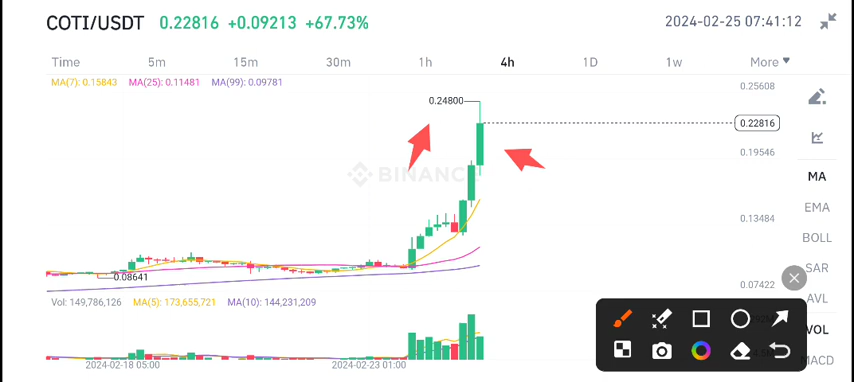 COTI/USDT 0.22816 +0.09213 +67.73% 2024-02-25 07:41:12
Time 5m 15m 30m 1h 4h 1D 1w More
MA(7): 0.15843 MA(25): 0.11481 MA(99): 0.09781
0.25608
0.24800
0.22816
0.19546
BINANCE
MA
EMA
0.13484
BOLL
SAR
0.08641
0.07422
AVL
Vol: 149,786,126 MA(5): 173,655,721 MA(10): 144,231,209
VOL
MACD
2024-02-18 05:00 2024-02-23 01:00